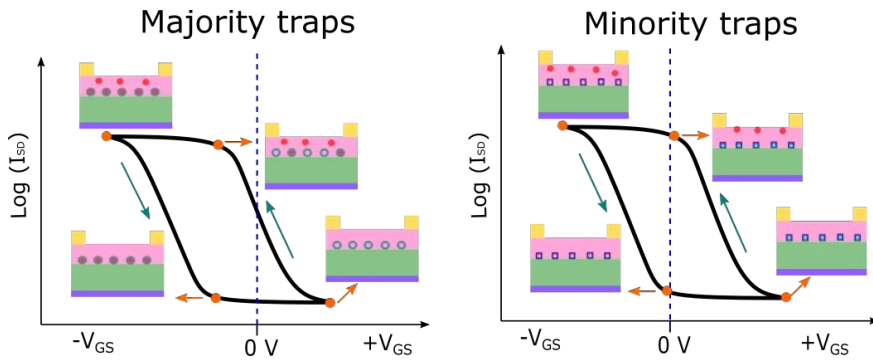 Majority traps
Log (I_SD)
-V_GS
0 V
+V_GS
Minority traps
Log (I_SD)
-V_GS
0 V
+V_GS